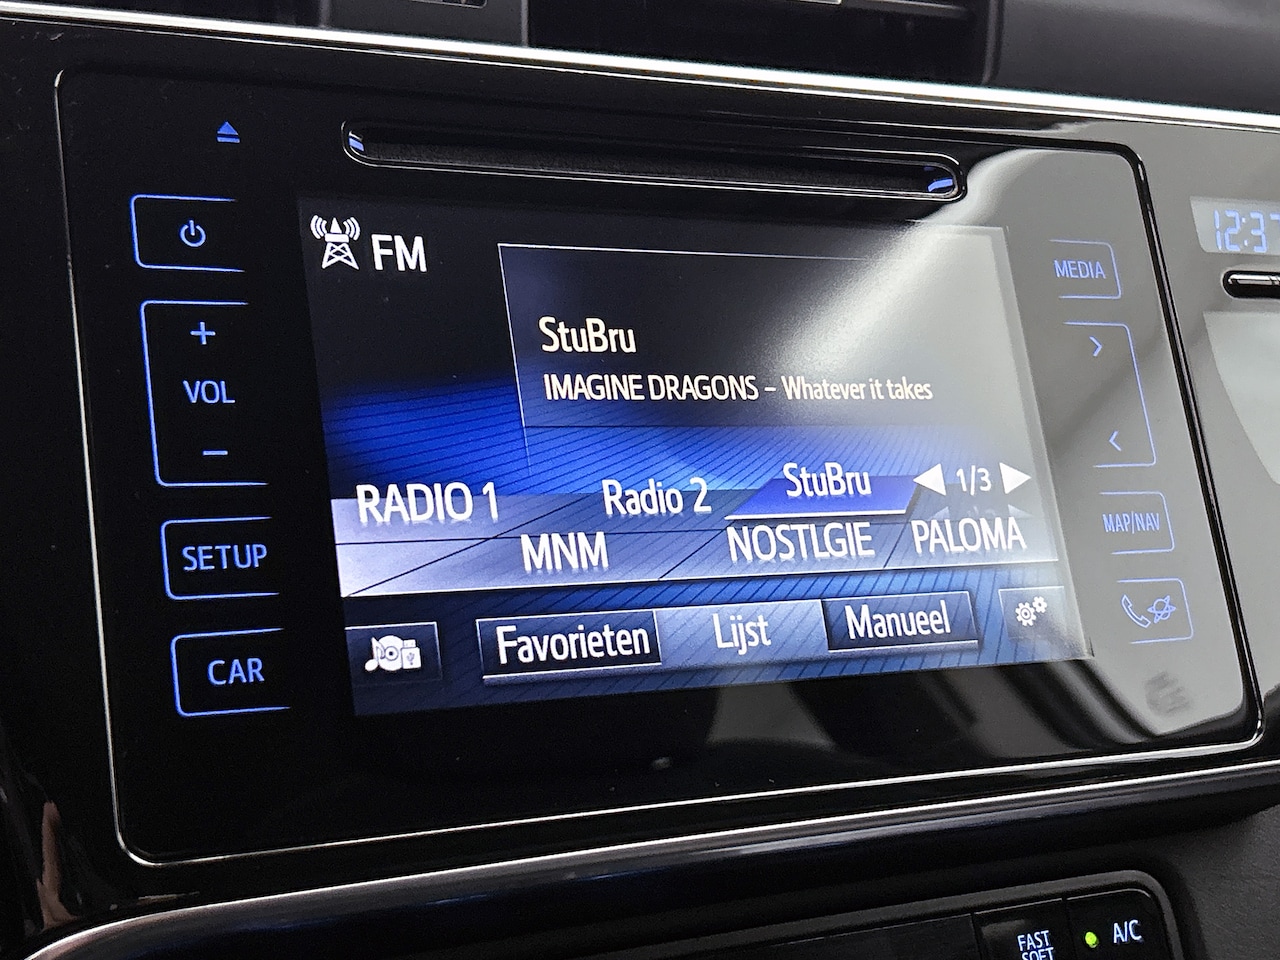 FM
12:3
MEDIA
VOL
StuBru
IMAGINE DRAGONS – Whatever it takes
RADIO 1
Radio 2
StuBru
1/3
MNM
NOSTLGIE
PALOMA
MAP/NAV
SETUP
Favorieten
Lijst
Manueel
CAR
FAST
SOFT
A/C